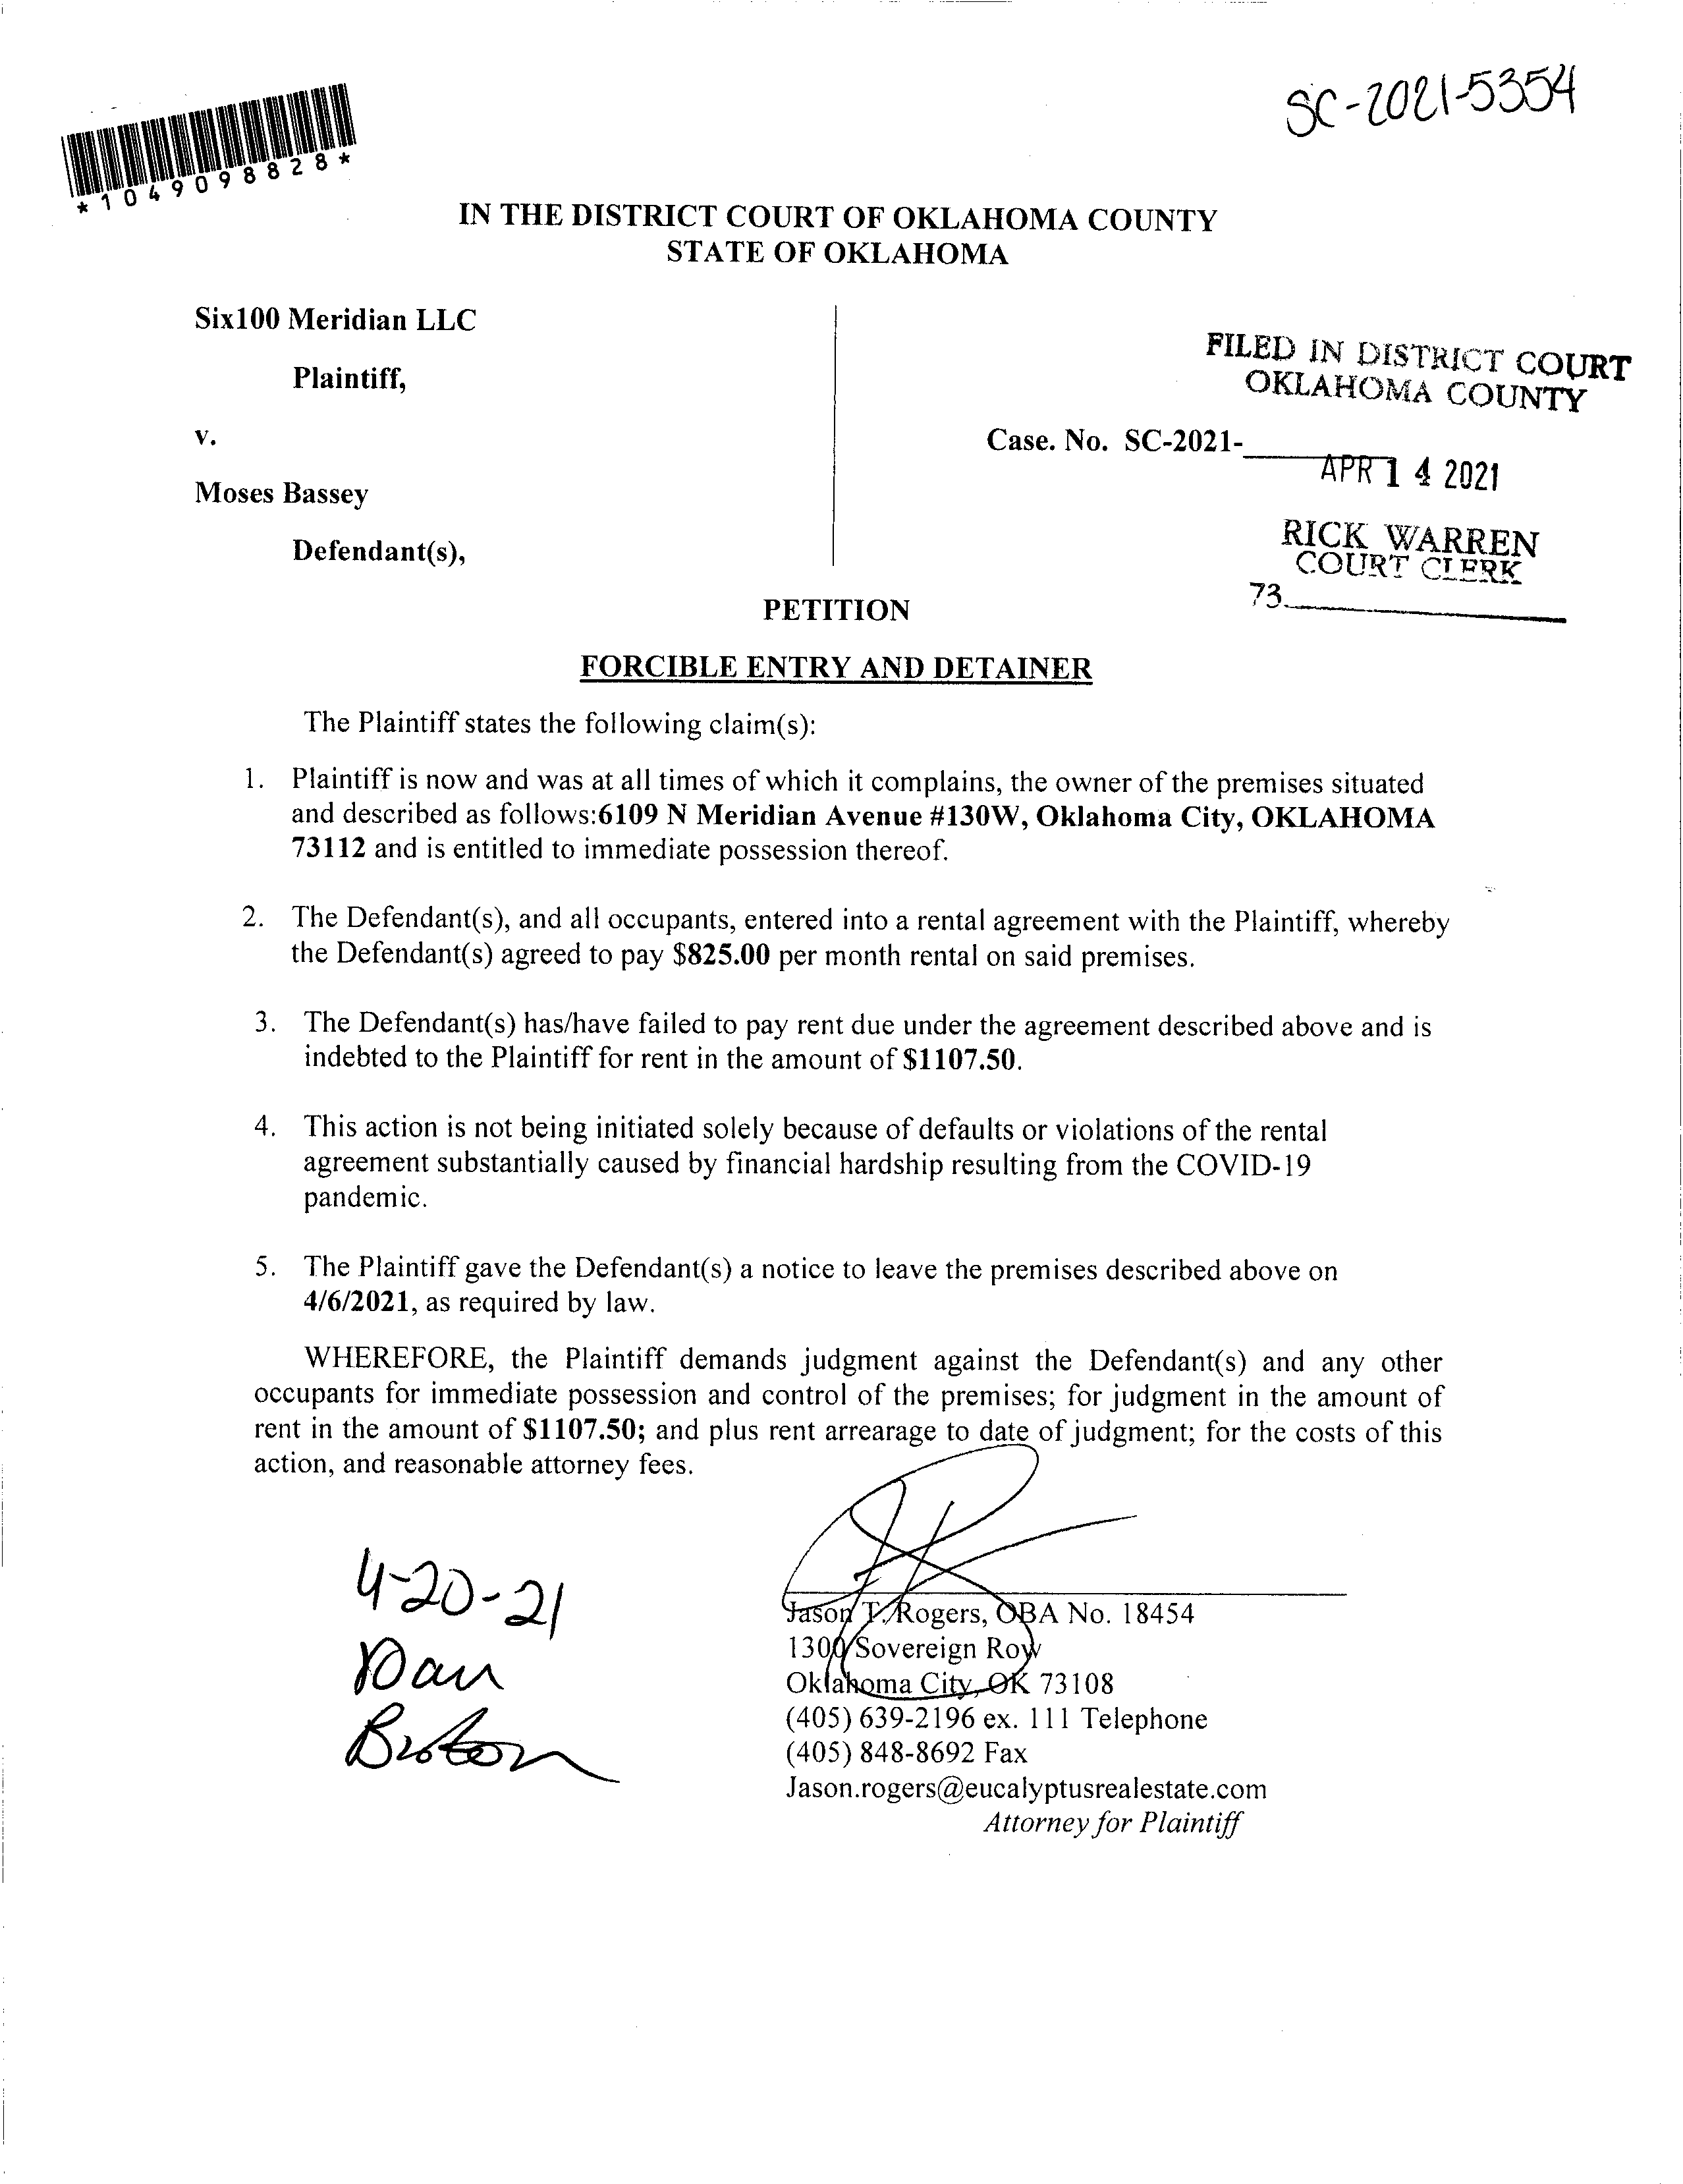 SC-2021-5354
*1049098828*
IN THE DISTRICT COURT OF OKLAHOMA COUNTY
STATE OF OKLAHOMA
Six100 Meridian LLC
Plaintiff,
v.
Moses Bassey
Defendant(s),
FILED IN DISTRICT COURT
OKLAHOMA COUNTY
Case. No. SC-2021-
APR 14 2021
RICK WARREN
COURT CLERK
73
PETITION
FORCIBLE ENTRY AND DETAINER
The Plaintiff states the following claim(s):
1. Plaintiff is now and was at all times of which it complains, the owner of the premises situated
and described as follows:6109 N Meridian Avenue #130W, Oklahoma City, OKLAHOMA
73112 and is entitled to immediate possession thereof.
2. The Defendant(s), and all occupants, entered into a rental agreement with the Plaintiff, whereby
the Defendant(s) agreed to pay $825.00 per month rental on said premises.
3. The Defendant(s) has/have failed to pay rent due under the agreement described above and is
indebted to the Plaintiff for rent in the amount of $1107.50.
4. This action is not being initiated solely because of defaults or violations of the rental
agreement substantially caused by financial hardship resulting from the COVID-19
pandemic.
5. The Plaintiff gave the Defendant(s) a notice to leave the premises described above on
4/6/2021, as required by law.
WHEREFORE, the Plaintiff demands judgment against the Defendant(s) and any other
occupants for immediate possession and control of the premises; for judgment in the amount of
rent in the amount of $1107.50; and plus rent arrearage to date of judgment; for the costs of this
action, and reasonable attorney fees.
4-20-21
Jason T. Rogers, OBA No. 18454
1300 Sovereign Row
Oklahoma City, OK 73108
(405) 639-2196 ex. 111 Telephone
(405) 848-8692 Fax
Jason.rogers@eucalyptusrealestate.com
Attorney for Plaintiff